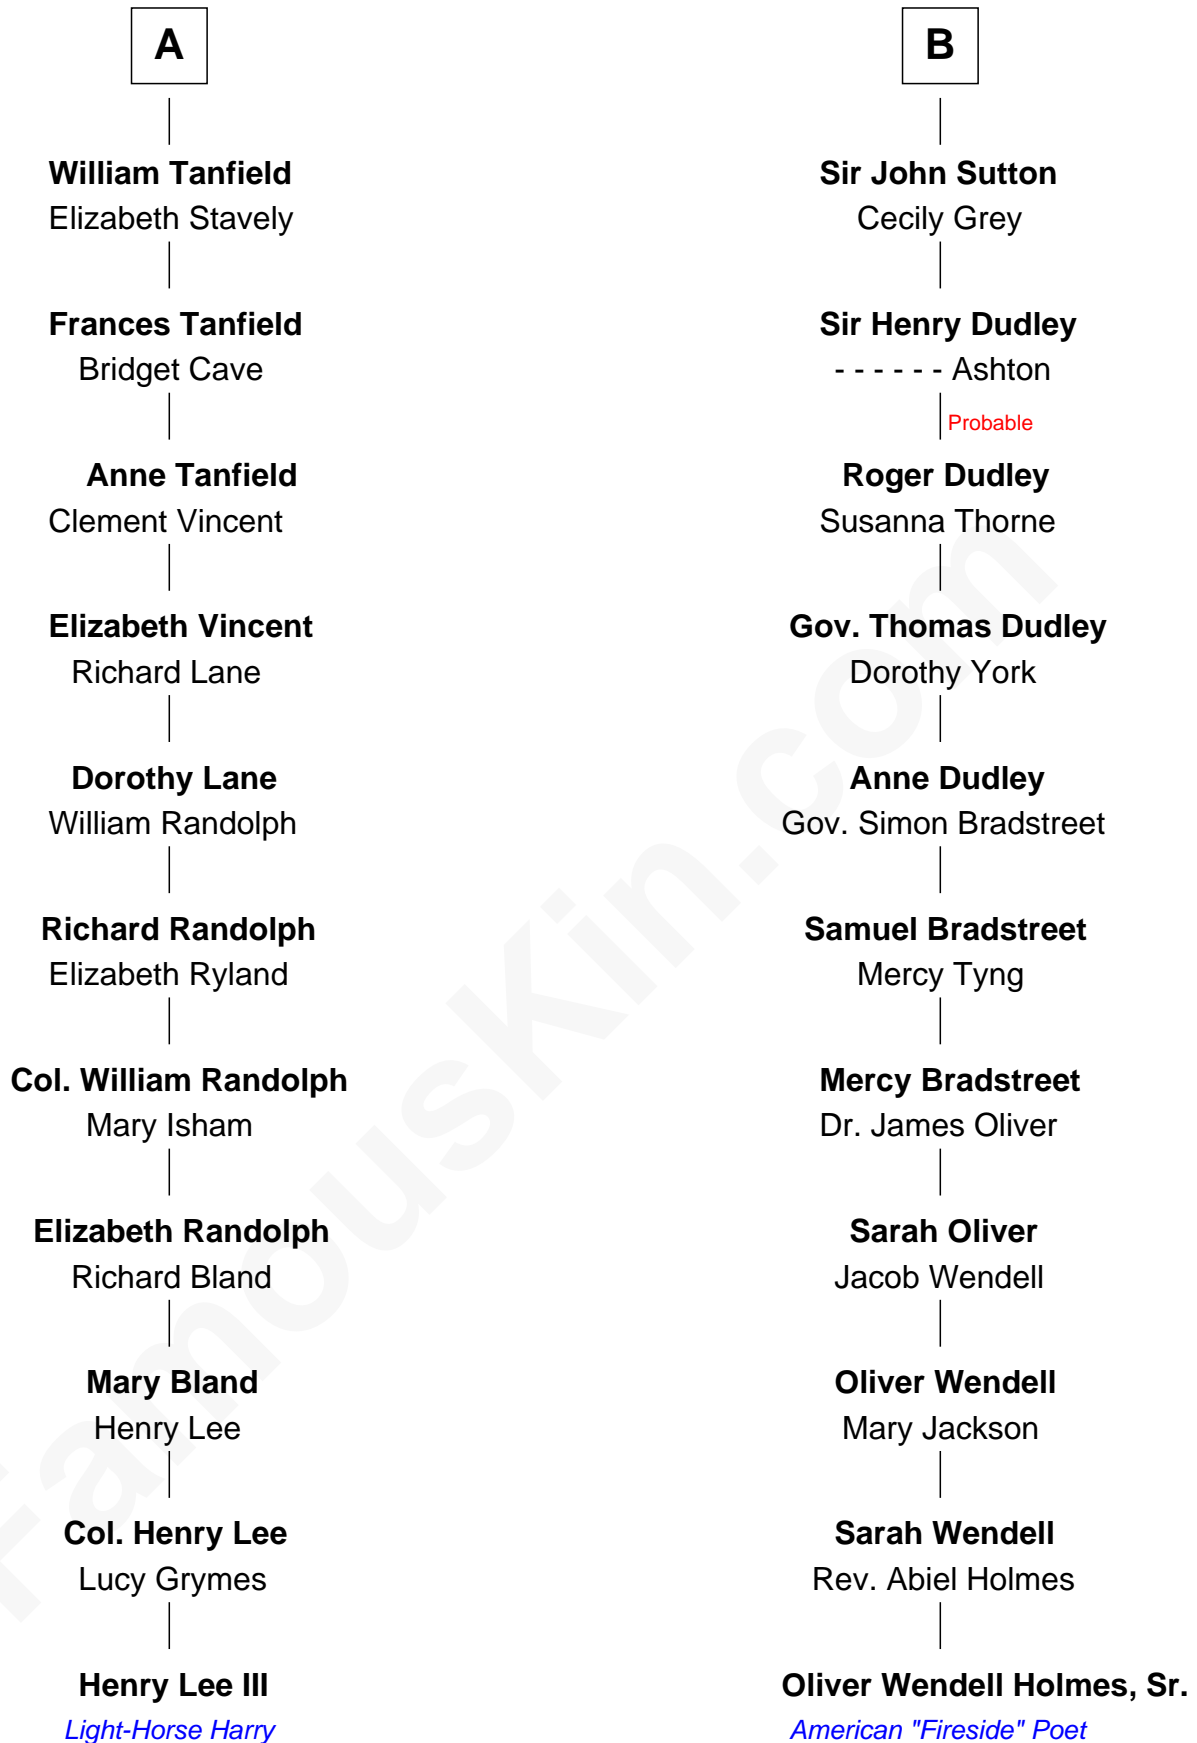 A
William Tanfield
Elizabeth Stavely
Frances Tanfield
Bridget Cave
Anne Tanfield
Clement Vincent
Elizabeth Vincent
Richard Lane
Dorothy Lane
William Randolph
Richard Randolph
Elizabeth Ryland
Col. William Randolph
Mary Isham
Elizabeth Randolph
Richard Bland
Mary Bland
Henry Lee
Col. Henry Lee
Lucy Grymes
Henry Lee III
Light-Horse Harry
B
Sir John Sutton
Cecily Grey
Sir Henry Dudley
- - - - - - Ashton
Probable
Roger Dudley
Susanna Thorne
Gov. Thomas Dudley
Dorothy York
Anne Dudley
Gov. Simon Bradstreet
Samuel Bradstreet
Mercy Tyng
Mercy Bradstreet
Dr. James Oliver
Sarah Oliver
Jacob Wendell
Oliver Wendell
Mary Jackson
Sarah Wendell
Rev. Abiel Holmes
Oliver Wendell Holmes, Sr.
American "Fireside" Poet
FamousKin.com